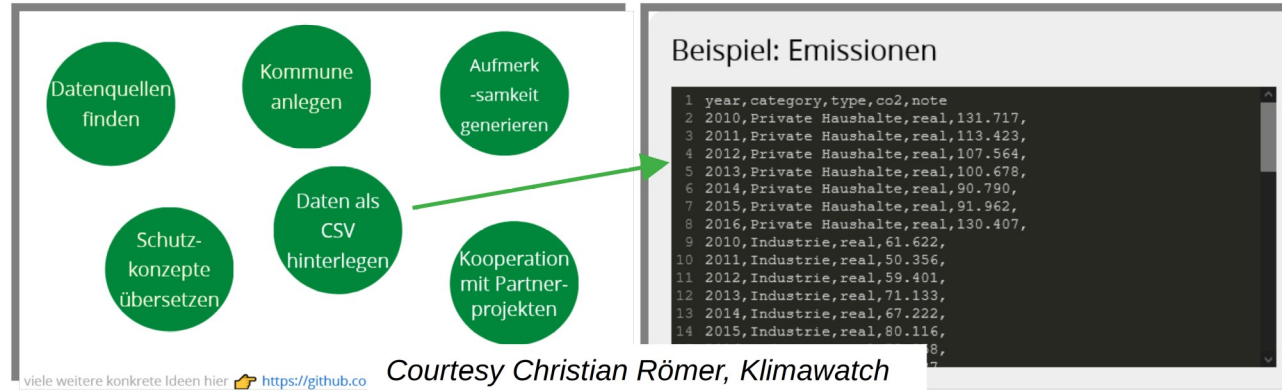 Datenquellen
finden
Kommune
anlegen
Aufmerk
-samkeit
generieren
Schutz-
konzepte
übersetzen
Daten als
CSV
hinterlegen
Kooperation
mit Partner-
projekten
viele weitere konkrete Ideen hier 👉 https://github.co
Beispiel: Emissionen
1 year,category,type,co2,note
2 2010,Private Haushalte,real,131.717,
3 2011,Private Haushalte,real,113.423,
4 2012,Private Haushalte,real,107.564,
5 2013,Private Haushalte,real,100.678,
6 2014,Private Haushalte,real,90.790,
7 2015,Private Haushalte,real,91.962,
8 2016,Private Haushalte,real,130.407,
9 2010,Industrie,real,61.622,
10 2011,Industrie,real,50.356,
11 2012,Industrie,real,59.401,
12 2013,Industrie,real,71.133,
13 2014,Industrie,real,67.222,
14 2015,Industrie,real,80.116,
Courtesy Christian Römer, Klimawatch